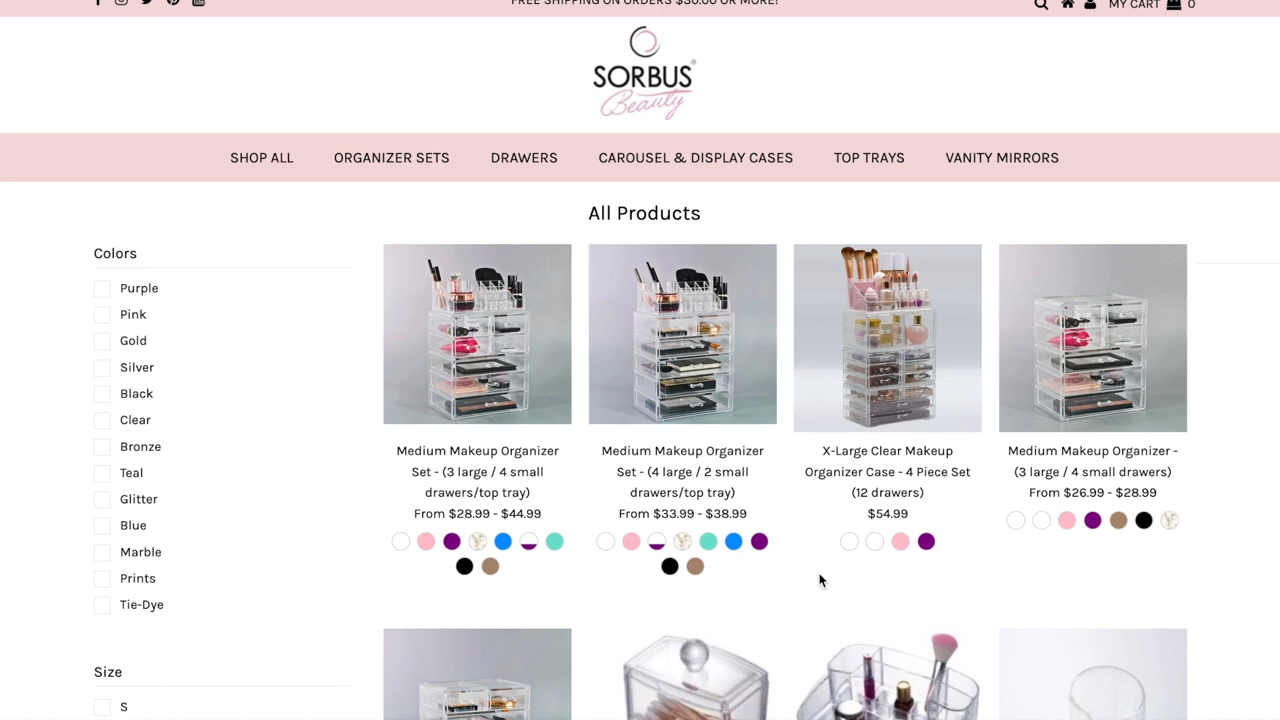 FREE SHIPPING ON ORDERS $30.00 OR MORE!
MY CART 0
SORBUS®
Beauty
SHOP ALL ORGANIZER SETS DRAWERS CAROUSEL & DISPLAY CASES TOP TRAYS VANITY MIRRORS
All Products
Colors
Purple
Pink
Gold
Silver
Black
Clear
Bronze
Teal
Glitter
Blue
Marble
Prints
Tie-Dye
Size
S
Medium Makeup Organizer
Set - (3 large / 4 small
drawers/top tray)
From $28.99 - $44.99
Medium Makeup Organizer
Set - (4 large / 2 small
drawers/top tray)
From $33.99 - $38.99
X-Large Clear Makeup
Organizer Case - 4 Piece Set
(12 drawers)
$54.99
Medium Makeup Organizer -
(3 large / 4 small drawers)
From $26.99 - $28.99